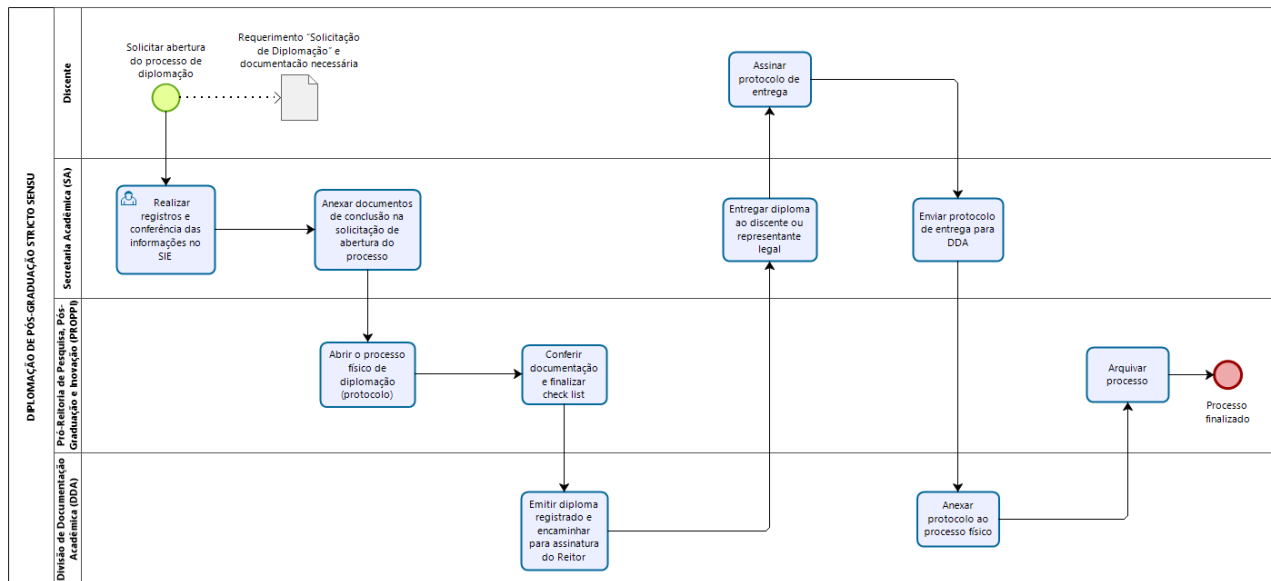 DIPLOMAÇÃO DE PÓS-GRADUAÇÃO STRICTO SENSU
Discente
Solicitar abertura
do processo de
diplomação
Requerimento "Solicitação
de Diplomação" e
documentacão necessária
Assinar
protocolo de
entrega
Secretaria Acadêmica (SA)
Realizar
registros e
conferência das
informações no
SIE
Anexar documentos
de conclusão na
solicitação de
abertura do
processo
Entregar diploma
ao discente ou
representante
legal
Enviar protocolo
de entrega para
DDA
Pró-Reitoria de Pesquisa, Pós-
Graduação e Inovação (PROPPI)
Abrir o processo
físico de
diplomação
(protocolo)
Conferir
documentação
e finalizar
check list
Arquivar
processo
Processo
finalizado
Divisão de Documentação
Acadêmica (DDA)
Emitir diploma
registrado e
encaminhar
para assinatura
do Reitor
Anexar
protocolo ao
processo físico